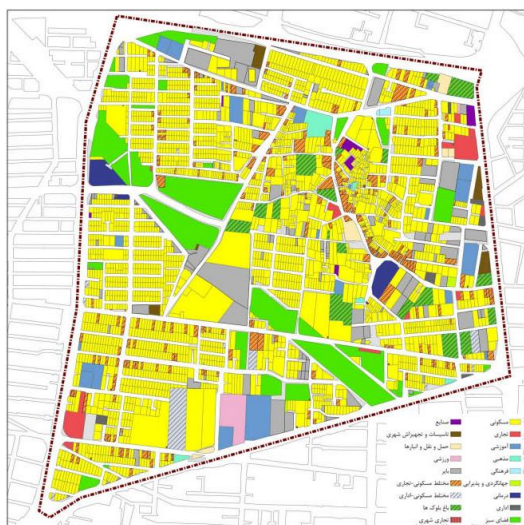 مسکونی
تجاری
آموزشی
مذهبی
فرهنگی
جهانگردی و پذیرایی
درمانی
اداری
فضای سبز
صنایع
تاسیسات و تجهیزات شهری
حمل و نقل و انبارها
ورزشی
بایر
مختلط مسکونی-تجاری
مختلط مسکونی-اداری
باغ بلوک ها
تجاری شهری